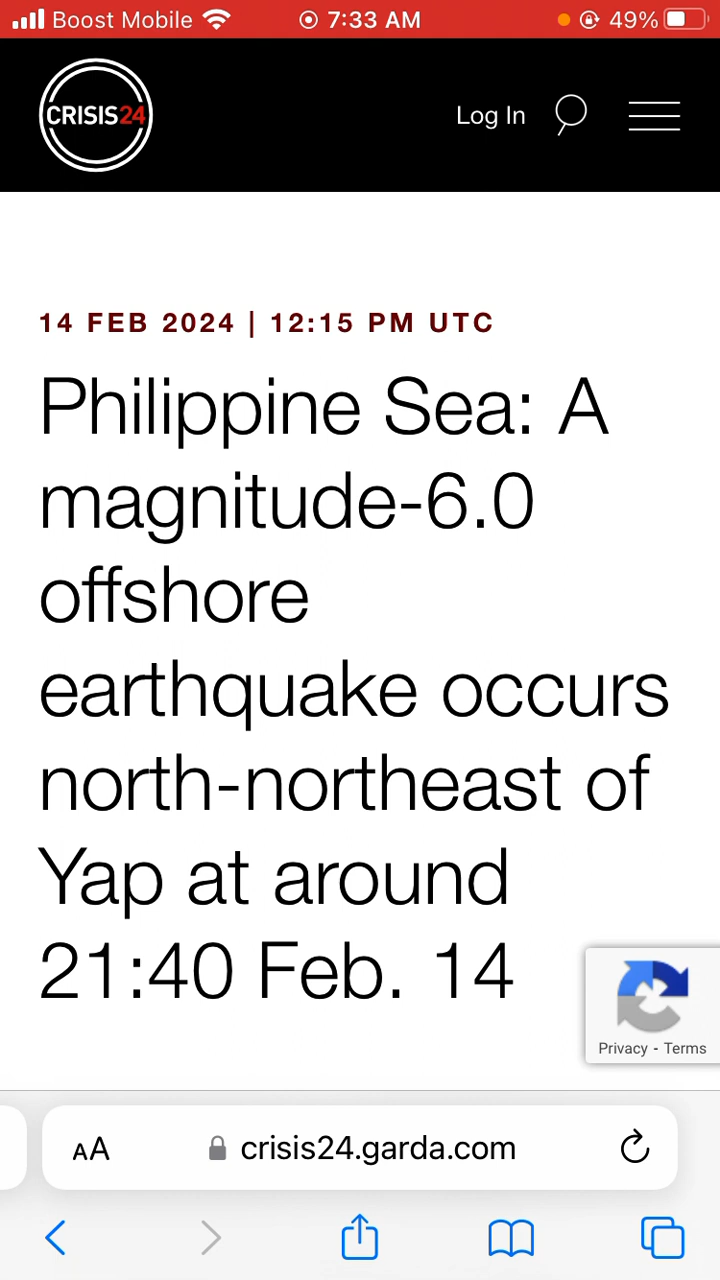 Boost Mobile 7:33 AM 49%
CRISIS24 Log In
14 FEB 2024 | 12:15 PM UTC
Philippine Sea: A
magnitude-6.0
offshore
earthquake occurs
north-northeast of
Yap at around
21:40 Feb. 14
Privacy - Terms
AA crisis24.garda.com